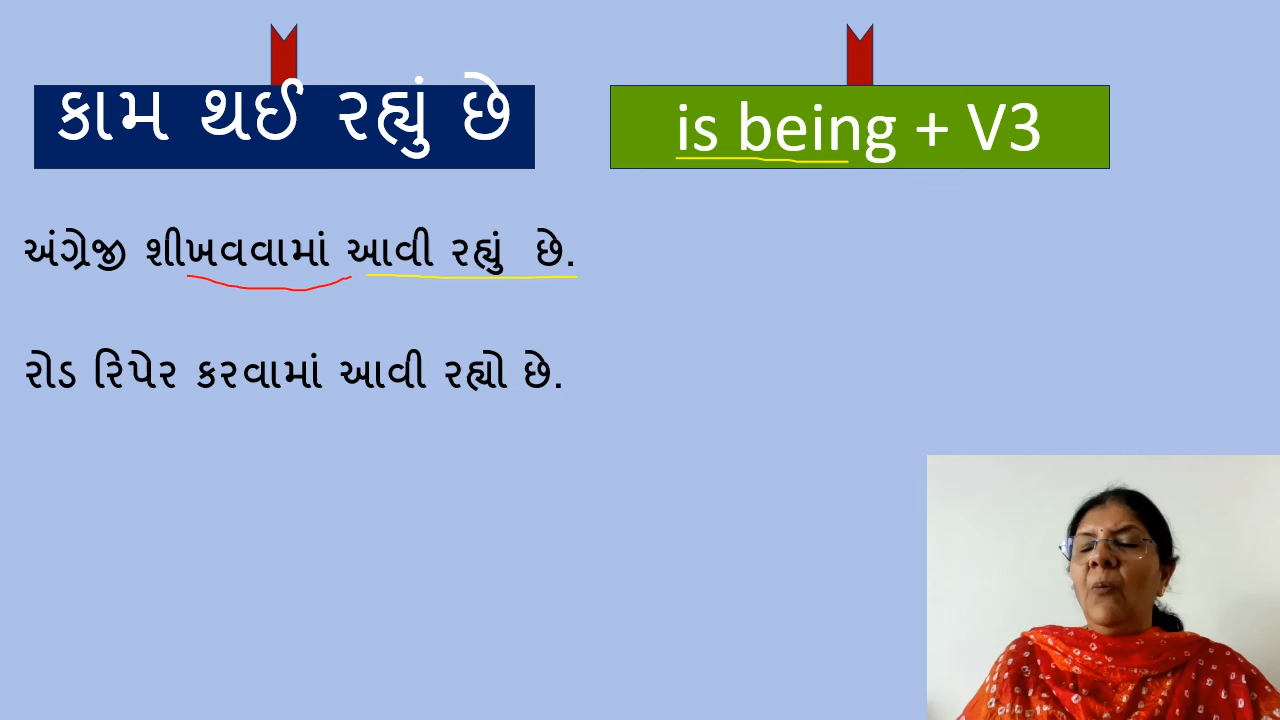 કામ થઈ રહ્યું છે
is being + V3
અંગ્રેજી શીખવવામાં આવી રહ્યું છે.
રોડ રિપેર કરવામાં આવી રહ્યો છે.